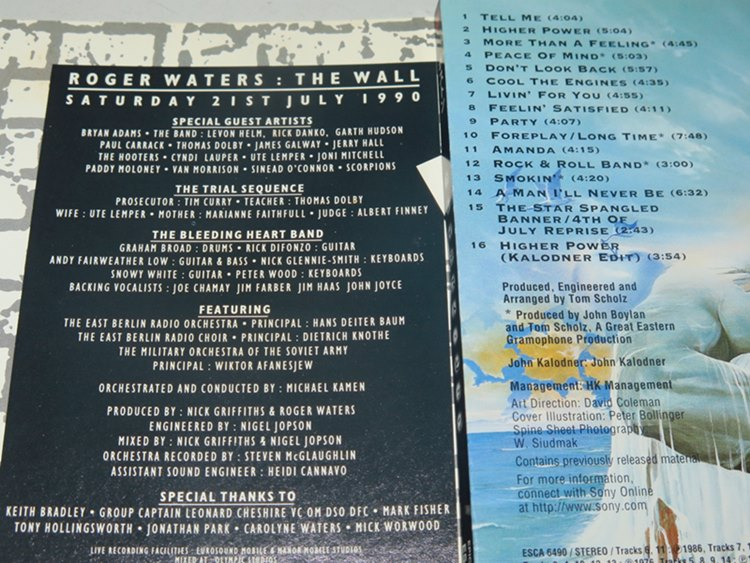 ROGER WATERS : THE WALL
SATURDAY 21ST JULY 1990
SPECIAL GUEST ARTISTS
BRYAN ADAMS • THE BAND : LEVON HELM, RICK DANKO, GARTH HUDSON
PAUL CARRACK • THOMAS DOLBY • JAMES GALWAY • JERRY HALL
THE HOOTERS • CYNDI LAUPER • UTE LEMPER • JONI MITCHELL
PADDY MOLONEY • VAN MORRISON • SINEAD O'CONNOR • SCORPIONS
THE TRIAL SEQUENCE
PROSECUTOR : TIM CURRY • TEACHER : THOMAS DOLBY
WIFE : UTE LEMPER • MOTHER : MARIANNE FAITHFULL • JUDGE : ALBERT FINNEY
THE BLEEDING HEART BAND
GRAHAM BROAD : DRUMS • RICK DIFONZO : GUITAR
ANDY FAIRWEATHER LOW : GUITAR & BASS • NICK GLENNIE-SMITH : KEYBOARDS
SNOWY WHITE : GUITAR • PETER WOOD : KEYBOARDS
BACKING VOCALISTS : JOE CHAMAY JIM FARBER JIM HAAS JOHN JOYCE
FEATURING
THE EAST BERLIN RADIO ORCHESTRA • PRINCIPAL : HANS DEITER BAUM
THE EAST BERLIN RADIO CHOIR • PRINCIPAL : DIETRICH KNOTHE
THE MILITARY ORCHESTRA OF THE SOVIET ARMY
PRINCIPAL : WIKTOR AFANESJEW
ORCHESTRATED AND CONDUCTED BY : MICHAEL KAMEN
PRODUCED BY : NICK GRIFFITHS & ROGER WATERS
ENGINEERED BY : NIGEL JOPSON
MIXED BY : NICK GRIFFITHS & NIGEL JOPSON
ORCHESTRA RECORDED BY : STEVEN McGLAUGHLIN
ASSISTANT SOUND ENGINEER : HEIDI CANNAVO
SPECIAL THANKS TO
KEITH BRADLEY • GROUP CAPTAIN LEONARD CHESHIRE VC OM DSO DFC • MARK FISHER
TONY HOLLINGSWORTH • JONATHAN PARK • CAROLYNE WATERS • MICK WORWOOD
LIVE RECORDING FACILITIES : EUROSOUND MOBILE & MANOR MOBILE STUDIOS
MIXED AT : OLYMPIC STUDIOS
1 TELL ME (4:04)
2 HIGHER POWER (5:04)
3 MORE THAN A FEELING* (4:45)
4 PEACE OF MIND* (5:03)
5 DON'T LOOK BACK (5:57)
6 COOL THE ENGINES (4:35)
7 LIVIN' FOR YOU (4:55)
8 FEELIN' SATISFIED (4:11)
9 PARTY (4:07)
10 FOREPLAY/LONG TIME* (7:48)
11 AMANDA (4:15)
12 ROCK & ROLL BAND* (3:00)
13 SMOKIN'* (4:20)
14 A MAN I'LL NEVER BE (6:32)
15 THE STAR SPANGLED
BANNER/4TH OF
JULY REPRISE (2:43)
16 HIGHER POWER
(KALODNER EDIT) (3:54)
Produced, Engineered and
Arranged by Tom Scholz
* Produced by John Boylan
and Tom Scholz, A Great Eastern
Gramophone Production
John Kalodner: John Kalodner
Management: HK Management
Art Direction: David Coleman
Cover Illustration: Peter Bollinger
Spine Sheet Photography:
W. Siudmak
Contains previously released material
For more information,
connect with Sony Online
at http://www.sony.com
ESCA 6490 / STEREO / Tracks 6, 11 : ℗ 1986, Tracks 7,